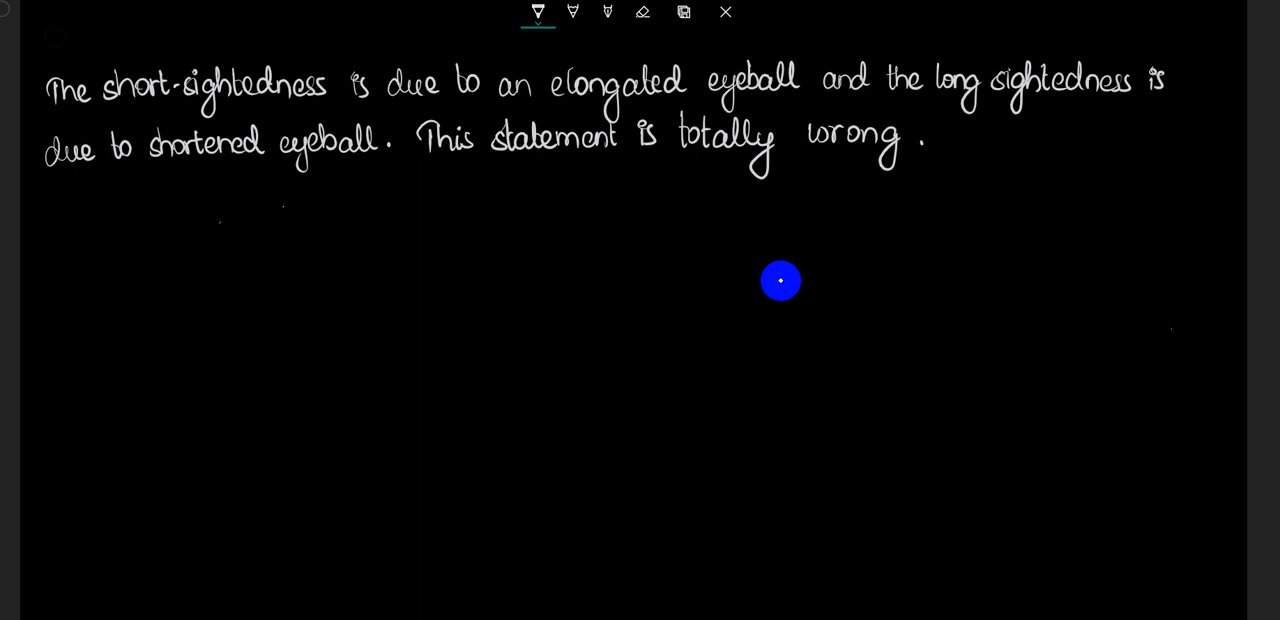 The short-sightedness is due to an elongated eyeball and the long sightedness is
due to shortened eyeball. This statement is totally wrong.